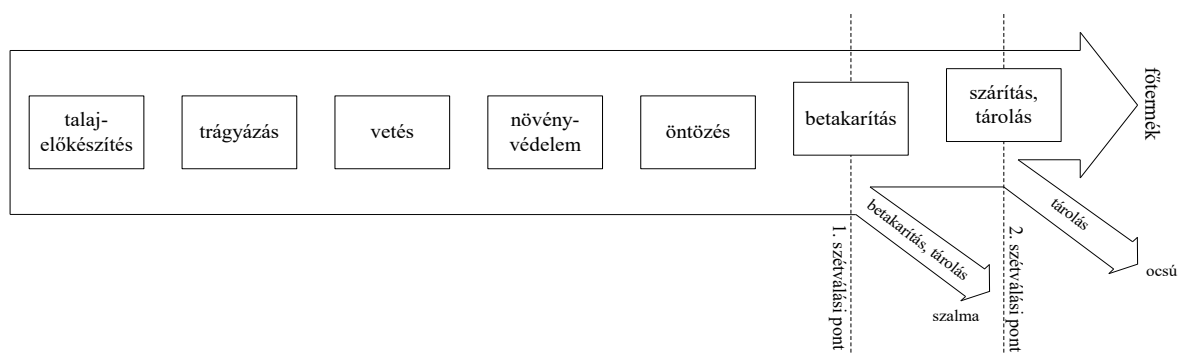 talaj-
előkészítés
trágyázás
vetés
növény-
védelem
öntözés
betakarítás
szárítás,
tárolás
főtermék
betakarítás, tárolás
szalma
tárolás
ocsú
1. szétválási pont
2. szétválási pont